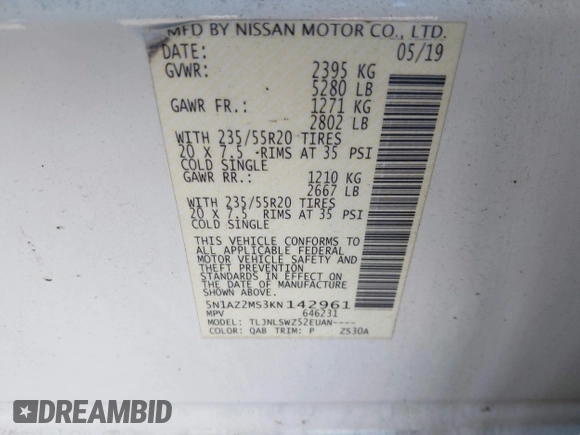 MFD BY NISSAN MOTOR CO., LTD.
DATE: 05/19
GVWR: 2395 KG
5280 LB
GAWR FR.: 1271 KG
2802 LB
WITH 235/55R20 TIRES
20 X 7.5 RIMS AT 35 PSI
COLD SINGLE
GAWR RR.: 1210 KG
2667 LB
WITH 235/55R20 TIRES
20 X 7.5 RIMS AT 35 PSI
COLD SINGLE
THIS VEHICLE CONFORMS TO
ALL APPLICABLE FEDERAL
MOTOR VEHICLE SAFETY AND
THEFT PREVENTION
STANDARDS IN EFFECT ON
THE DATE OF MANUFACTURE
SHOWN ABOVE.
5N1AZ2MS3KN142961
MPV 646231
MODEL: TLJNLSWZ52EUAN----
COLOR: QAB TRIM: P Z530A
DREAMBID